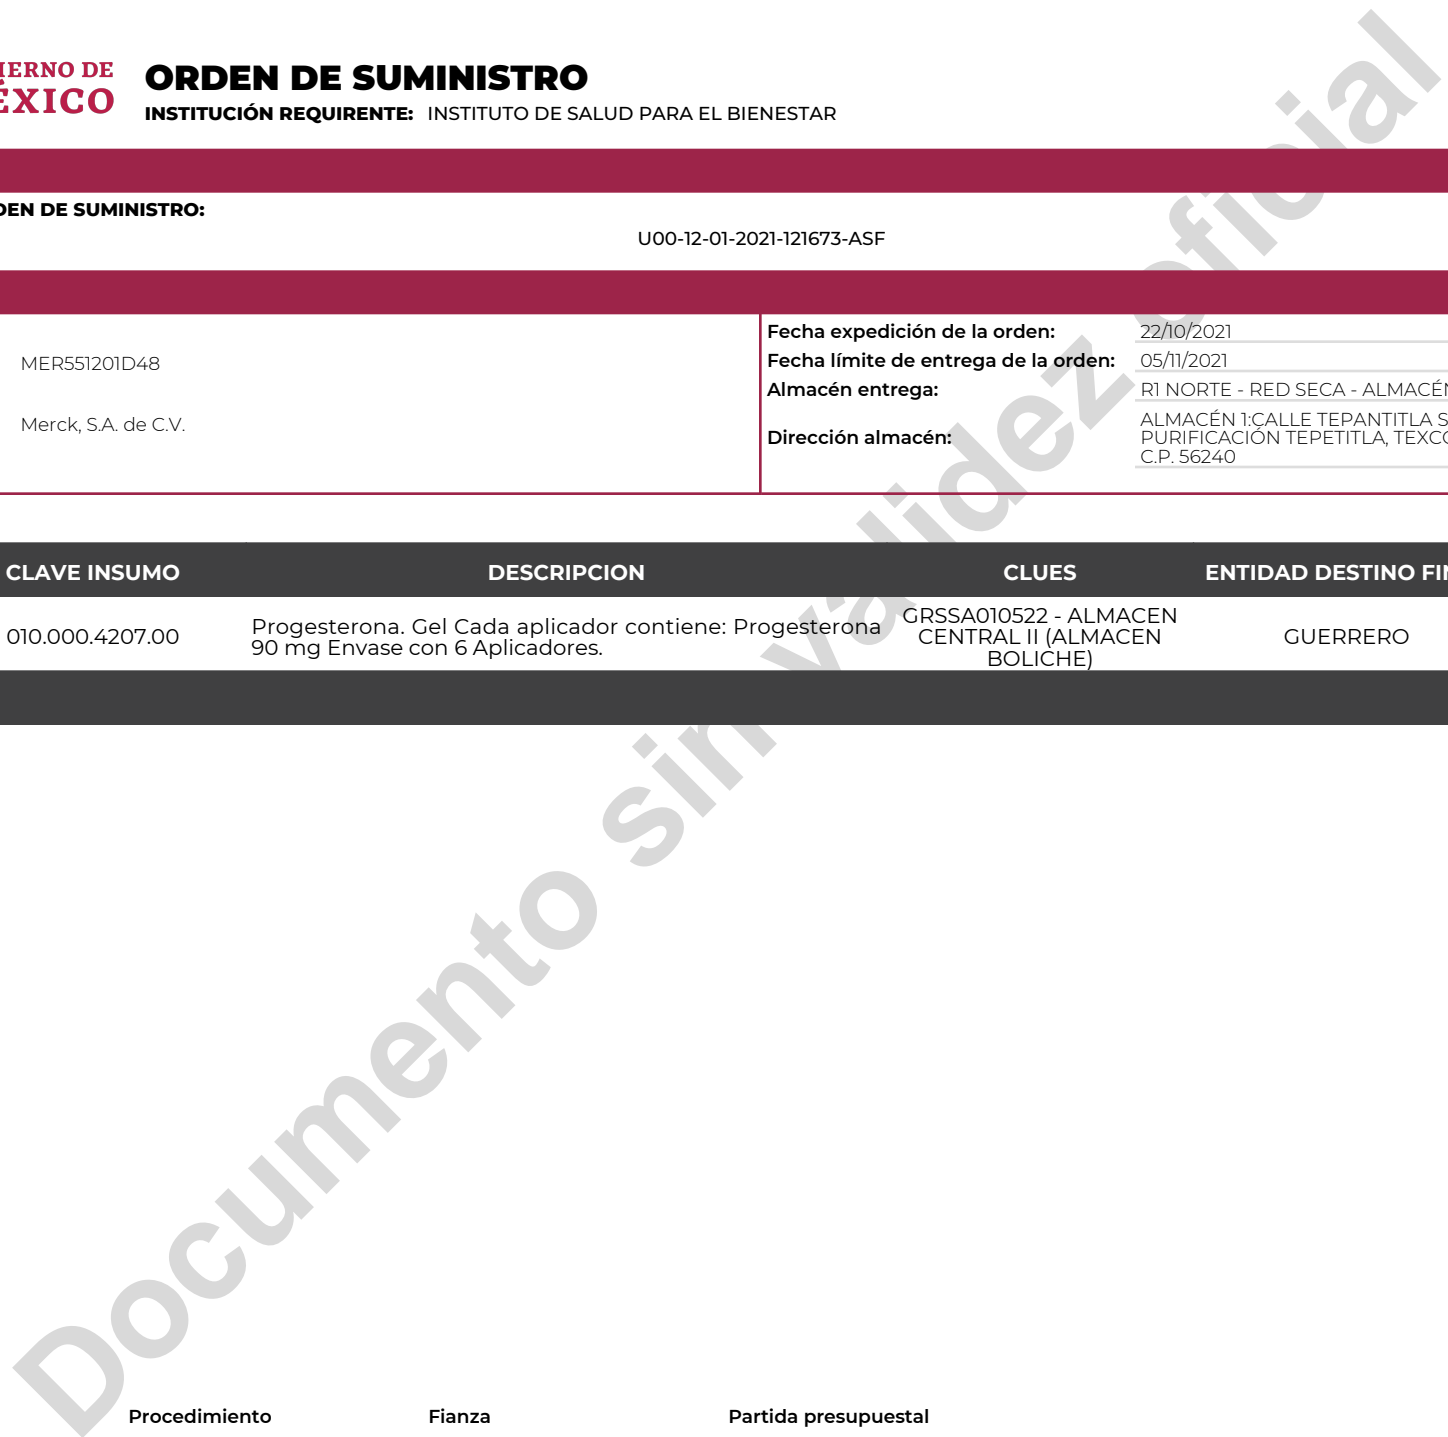 IERNO DE
ÉXICO
ORDEN DE SUMINISTRO
INSTITUCIÓN REQUIRENTE: INSTITUTO DE SALUD PARA EL BIENESTAR
DEN DE SUMINISTRO:
U00-12-01-2021-121673-ASF
MER551201D48
Merck, S.A. de C.V.
Fecha expedición de la orden: 22/10/2021
Fecha límite de entrega de la orden: 05/11/2021
Almacén entrega: R1 NORTE - RED SECA - ALMACÉN
Dirección almacén:
ALMACÉN 1:CALLE TEPANTITLA S
PURIFICACIÓN TEPETITLA, TEXCO
C.P. 56240
CLAVE INSUMO DESCRIPCION CLUES ENTIDAD DESTINO FIN
010.000.4207.00
Progesterona. Gel Cada aplicador contiene: Progesterona
90 mg Envase con 6 Aplicadores.
GRSSA010522 - ALMACEN
CENTRAL II (ALMACEN
BOLICHE)
GUERRERO
Documento sin validez oficial
Procedimiento Fianza Partida presupuestal